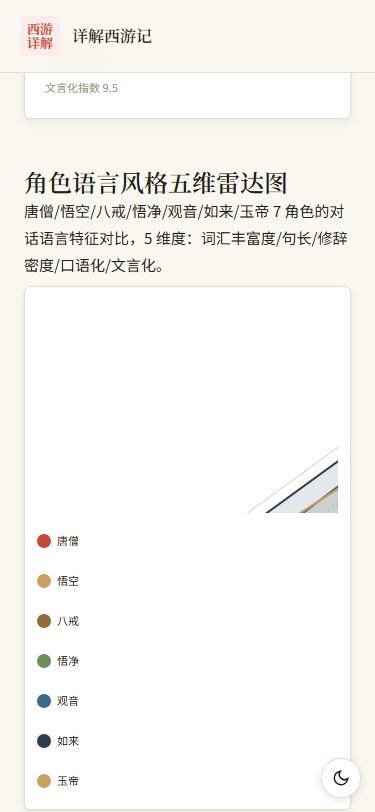 西游
详解
详解西游记
文言化指数 9.5
角色语言风格五维雷达图
唐僧/悟空/八戒/悟净/观音/如来/玉帝 7 角色的对
话语言特征对比，5 维度：词汇丰富度/句长/修辞
密度/口语化/文言化。
唐僧
悟空
八戒
悟净
观音
如来
玉帝